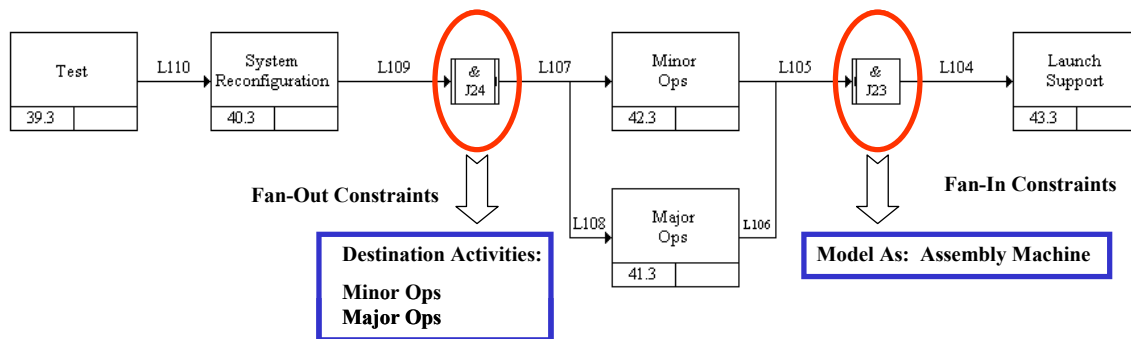 Test
39.3
L110
System
Reconfiguration
40.3
L109
&
J24
L107
L108
Minor
Ops
42.3
Major
Ops
41.3
L105
L106
&
J23
L104
Launch
Support
43.3
Fan-Out Constraints
Destination Activities:
Minor Ops
Major Ops
Fan-In Constraints
Model As: Assembly Machine